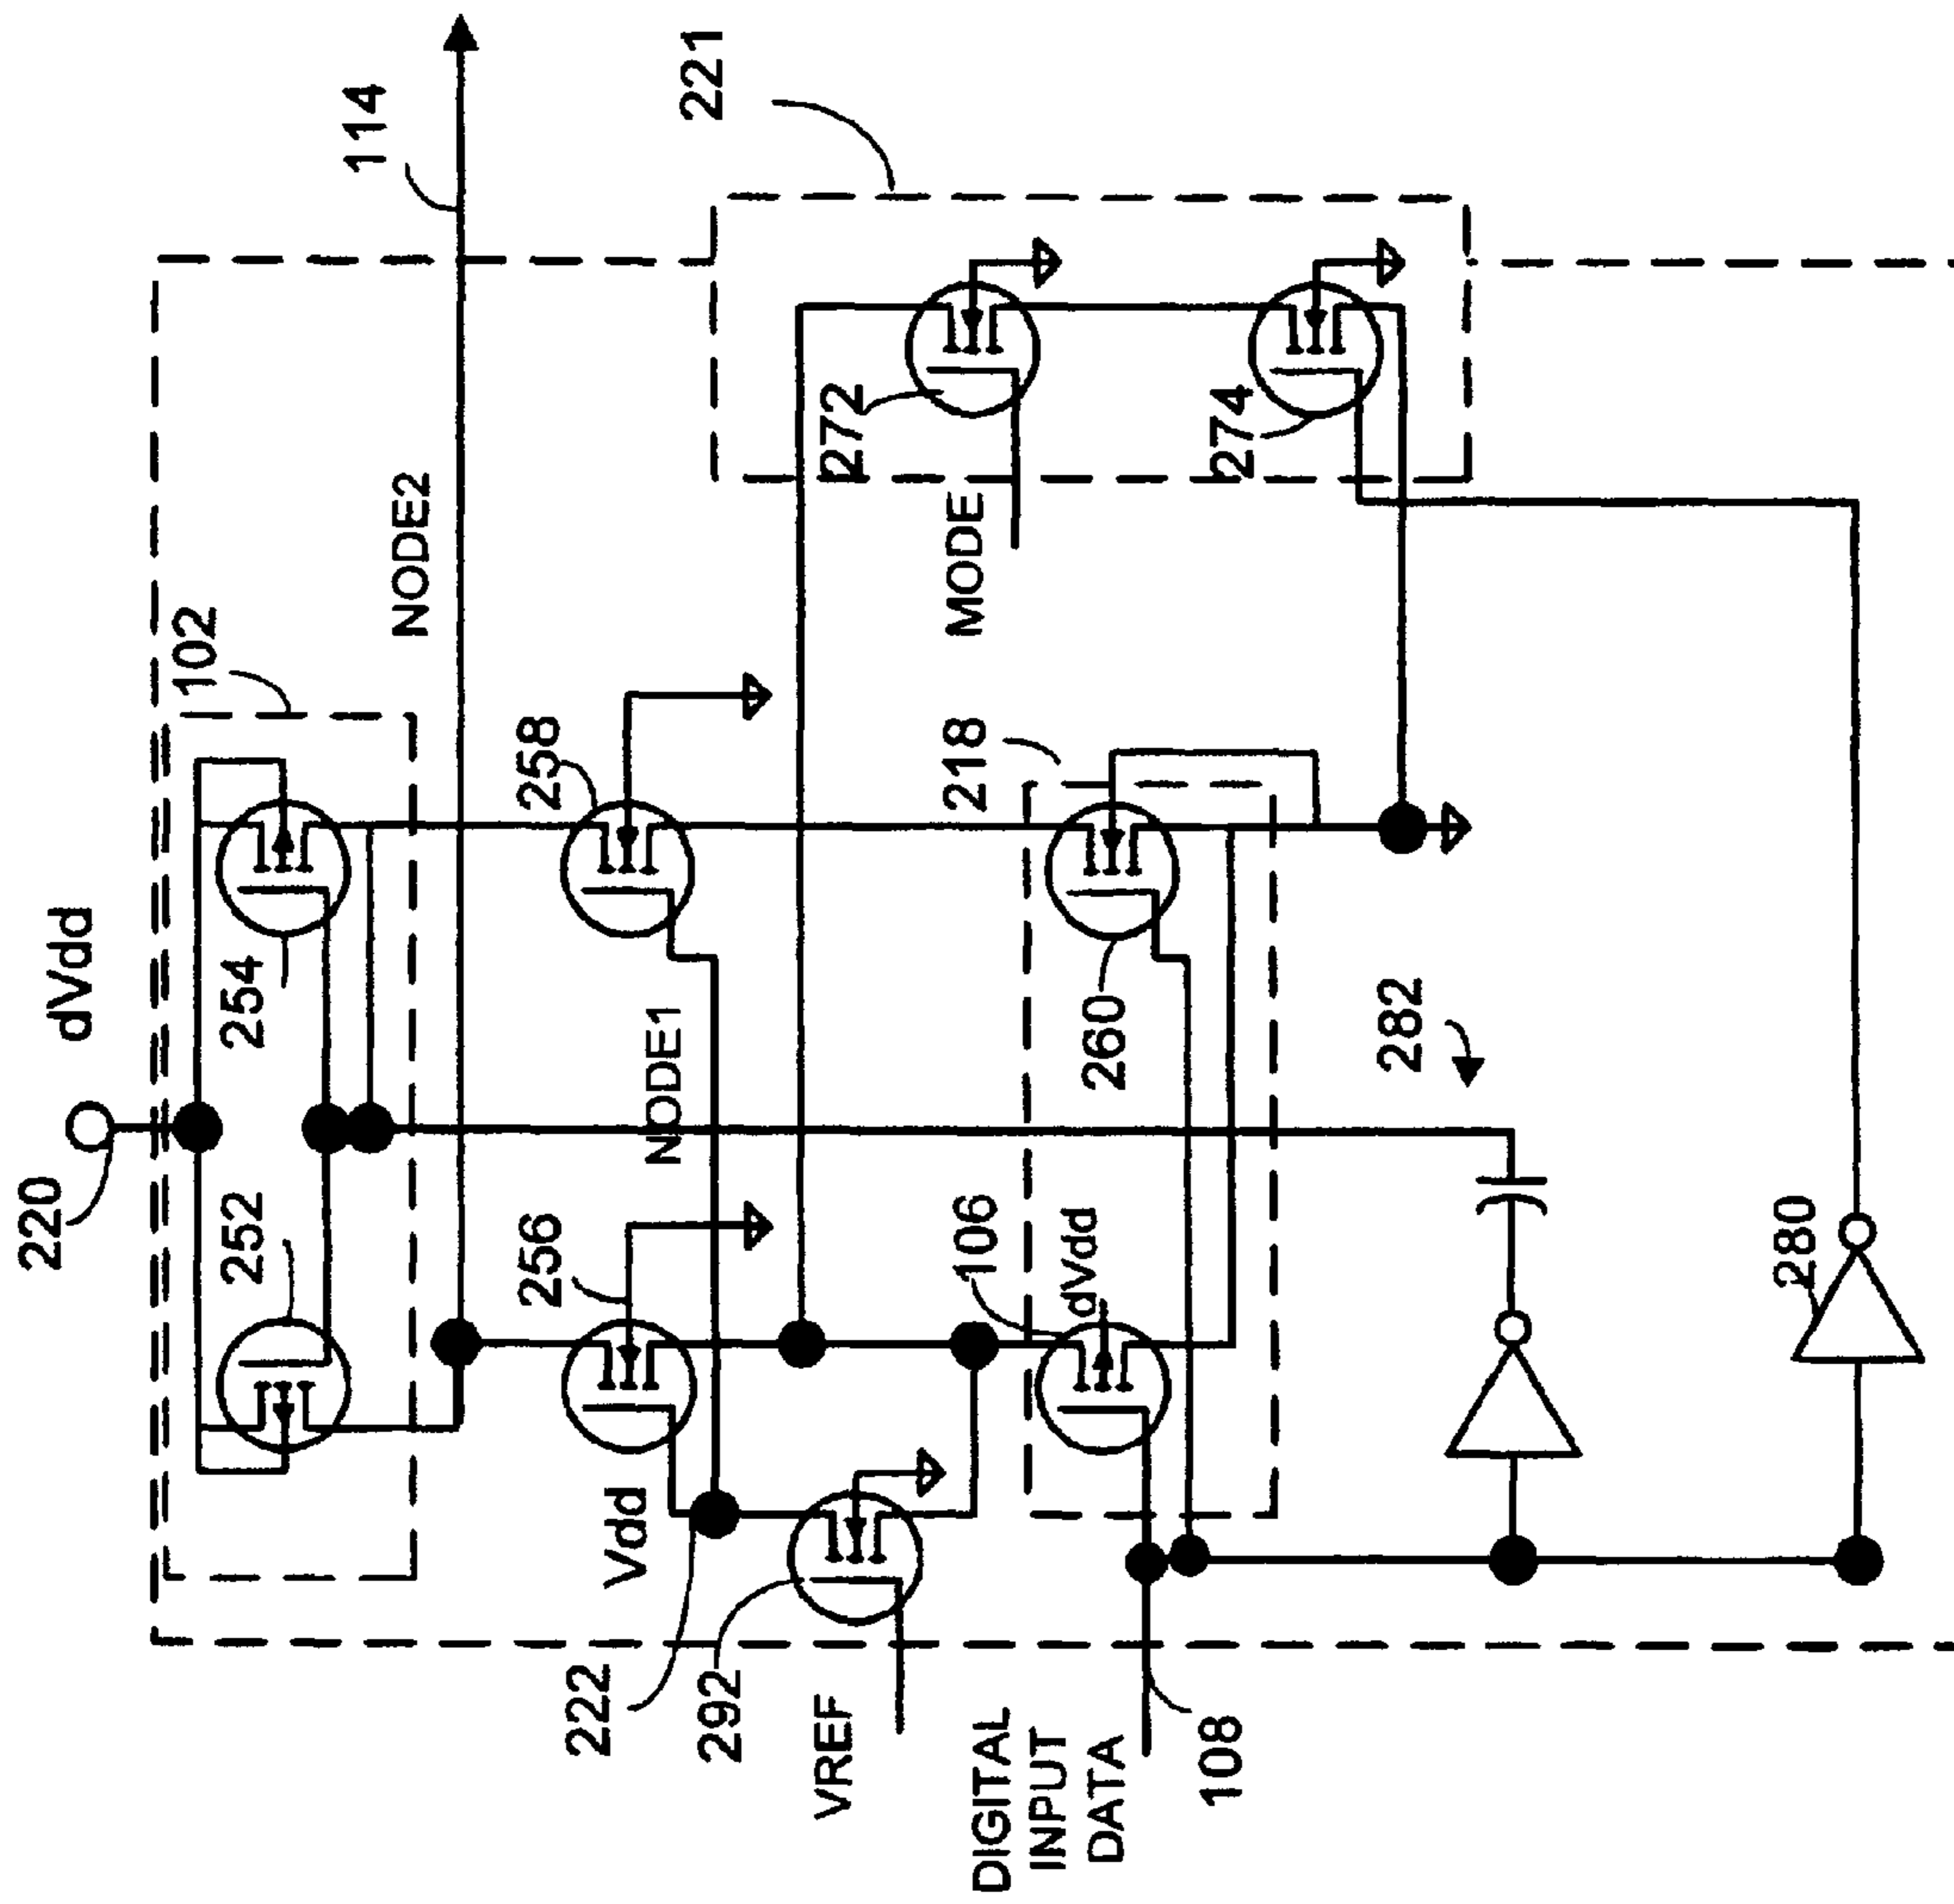 220
dVdd
252
254
102
114
NODE2
221
256
258
Vdd
222
NODE1
292
VREF
106
dVdd
218
260
272
MODE
274
DIGITAL
INPUT
DATA
108
282
280